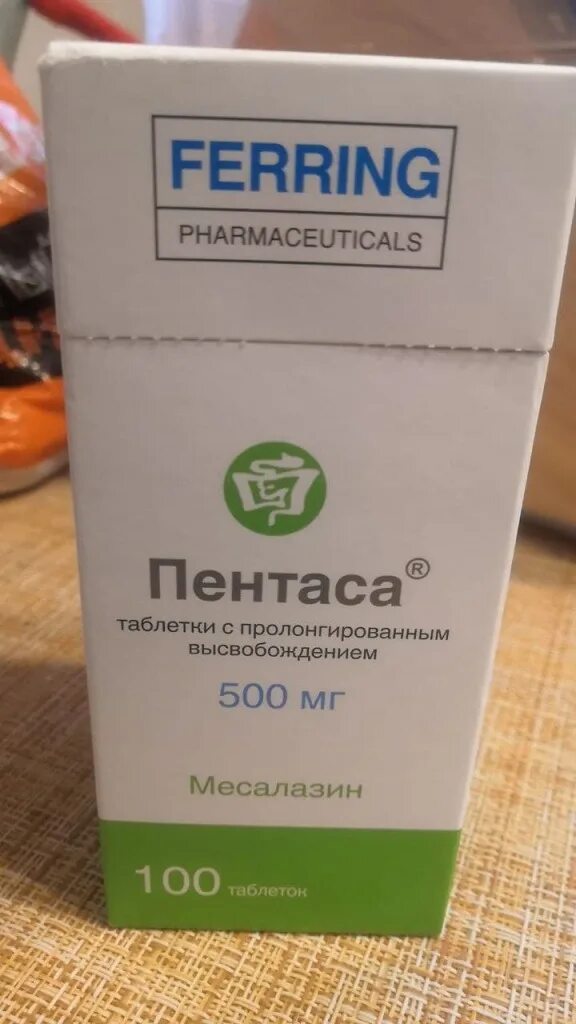 FERRING
PHARMACEUTICALS
Пентаса®
таблетки с пролонгированным
высвобождением
500 мг
Месалазин
100 таблеток